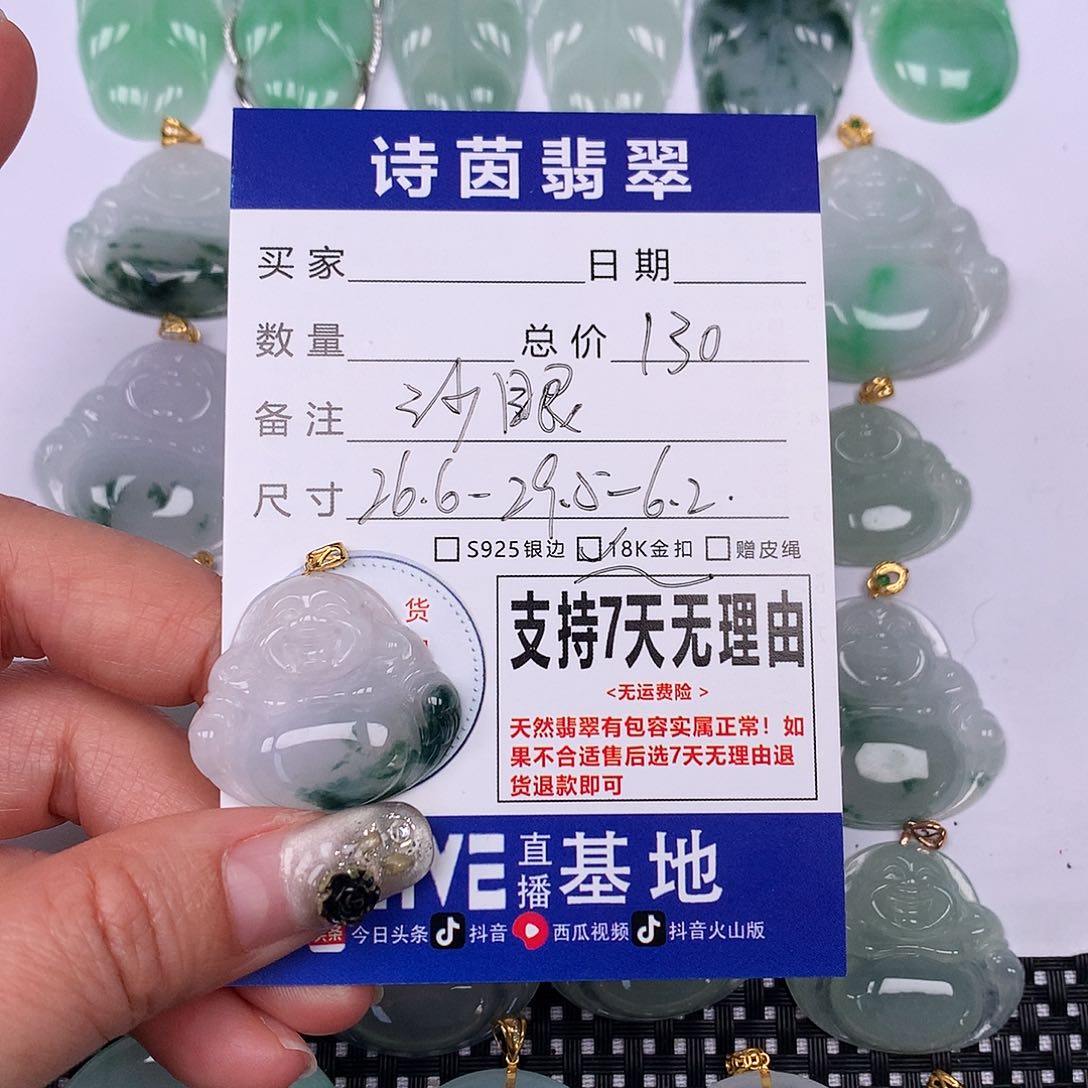 诗茵翡翠
买家 日期
数量 总价 130
备注 沙眼
尺寸 26.6-29.5-6.2.
S925银边 18K金扣 赠皮绳
货
支持7天无理由
<无运费险 >
天然翡翠有包容实属正常！如
果不合适售后选7天无理由退
货退款即可
直播基地
今日头条 抖音 西瓜视频 抖音火山版